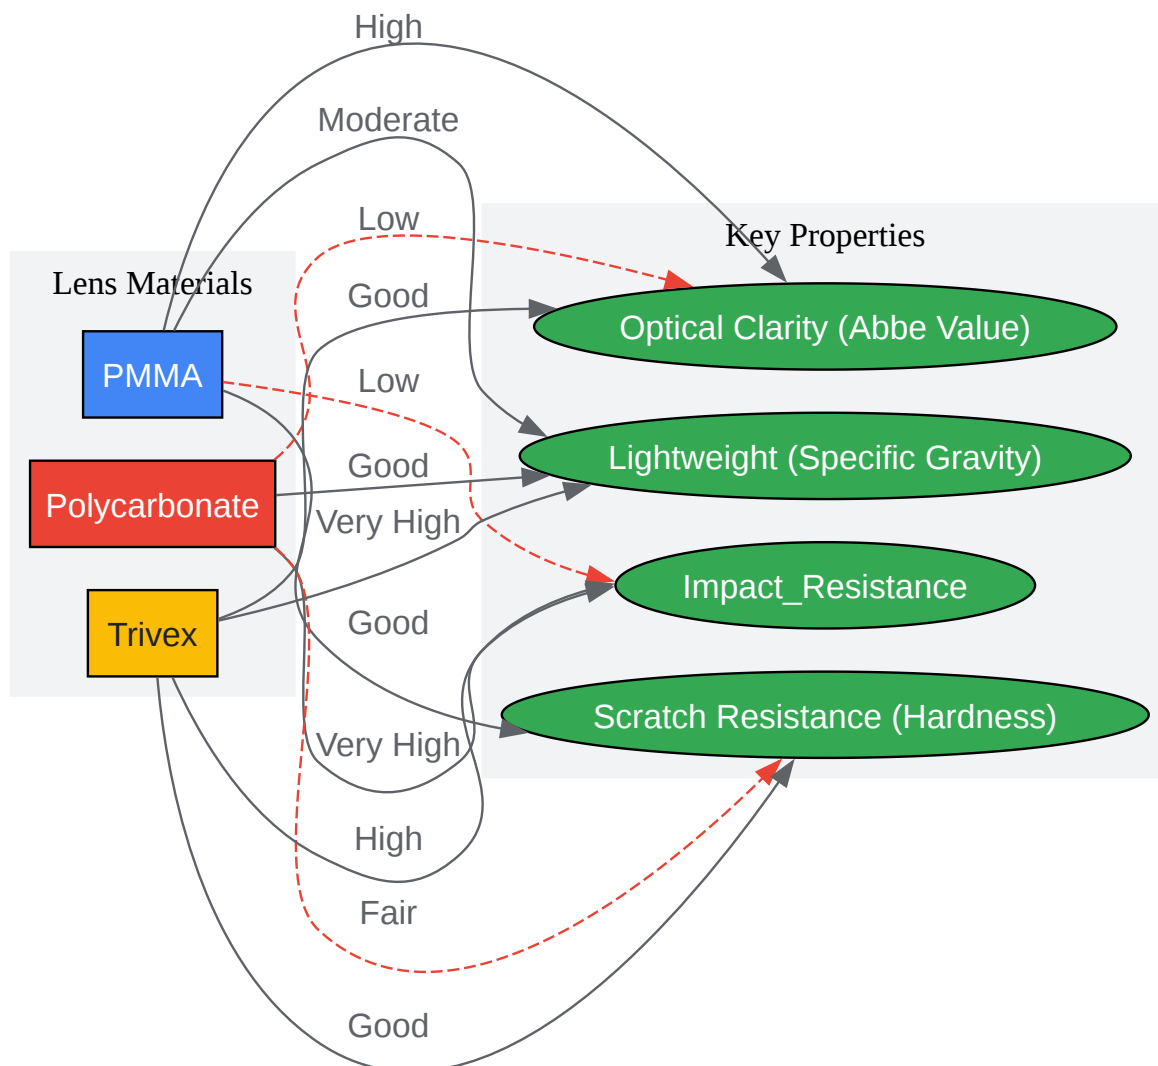 High
Moderate
Low
Key Properties
Lens Materials
Good
Optical Clarity (Abbe Value)
PMMA
Low
Lightweight (Specific Gravity)
Good
Polycarbonate
Very High
Impact_Resistance
Trivex
Good
Scratch Resistance (Hardness)
Very High
High
Fair
Good